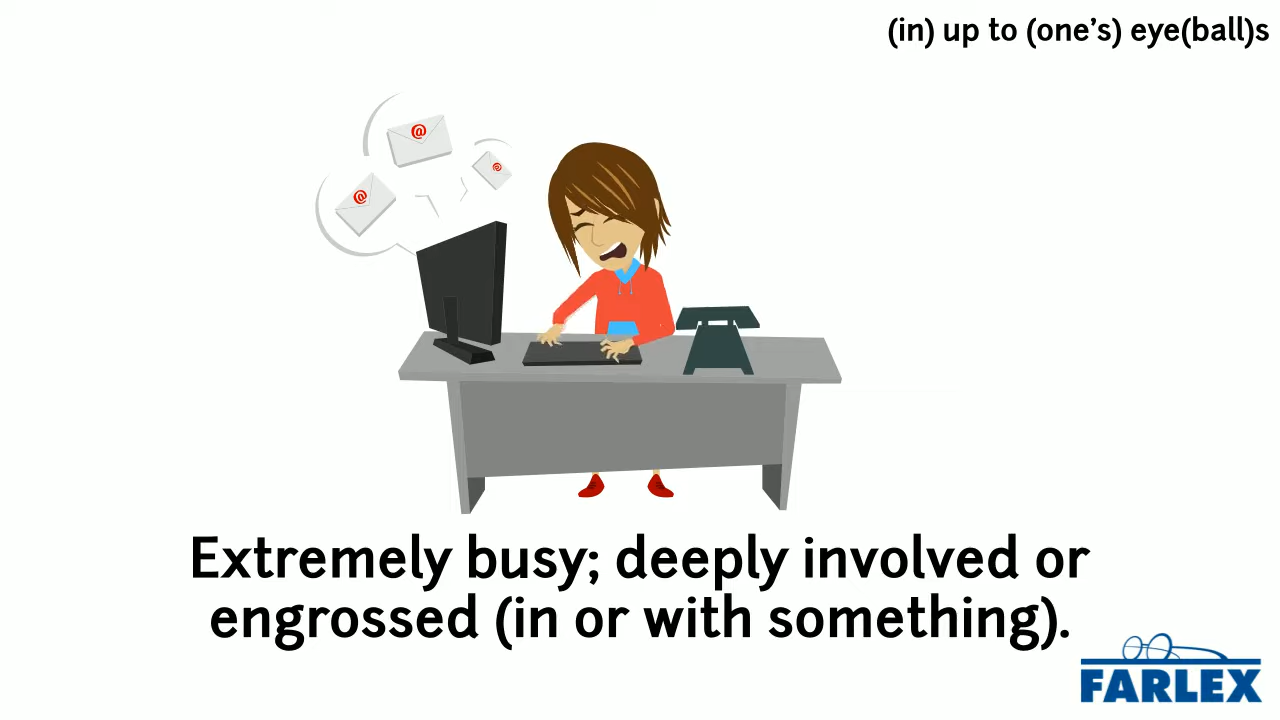 (in) up to (one's) eye(ball)s
@
@
@
Extremely busy; deeply involved or
engrossed (in or with something).
FARLEX